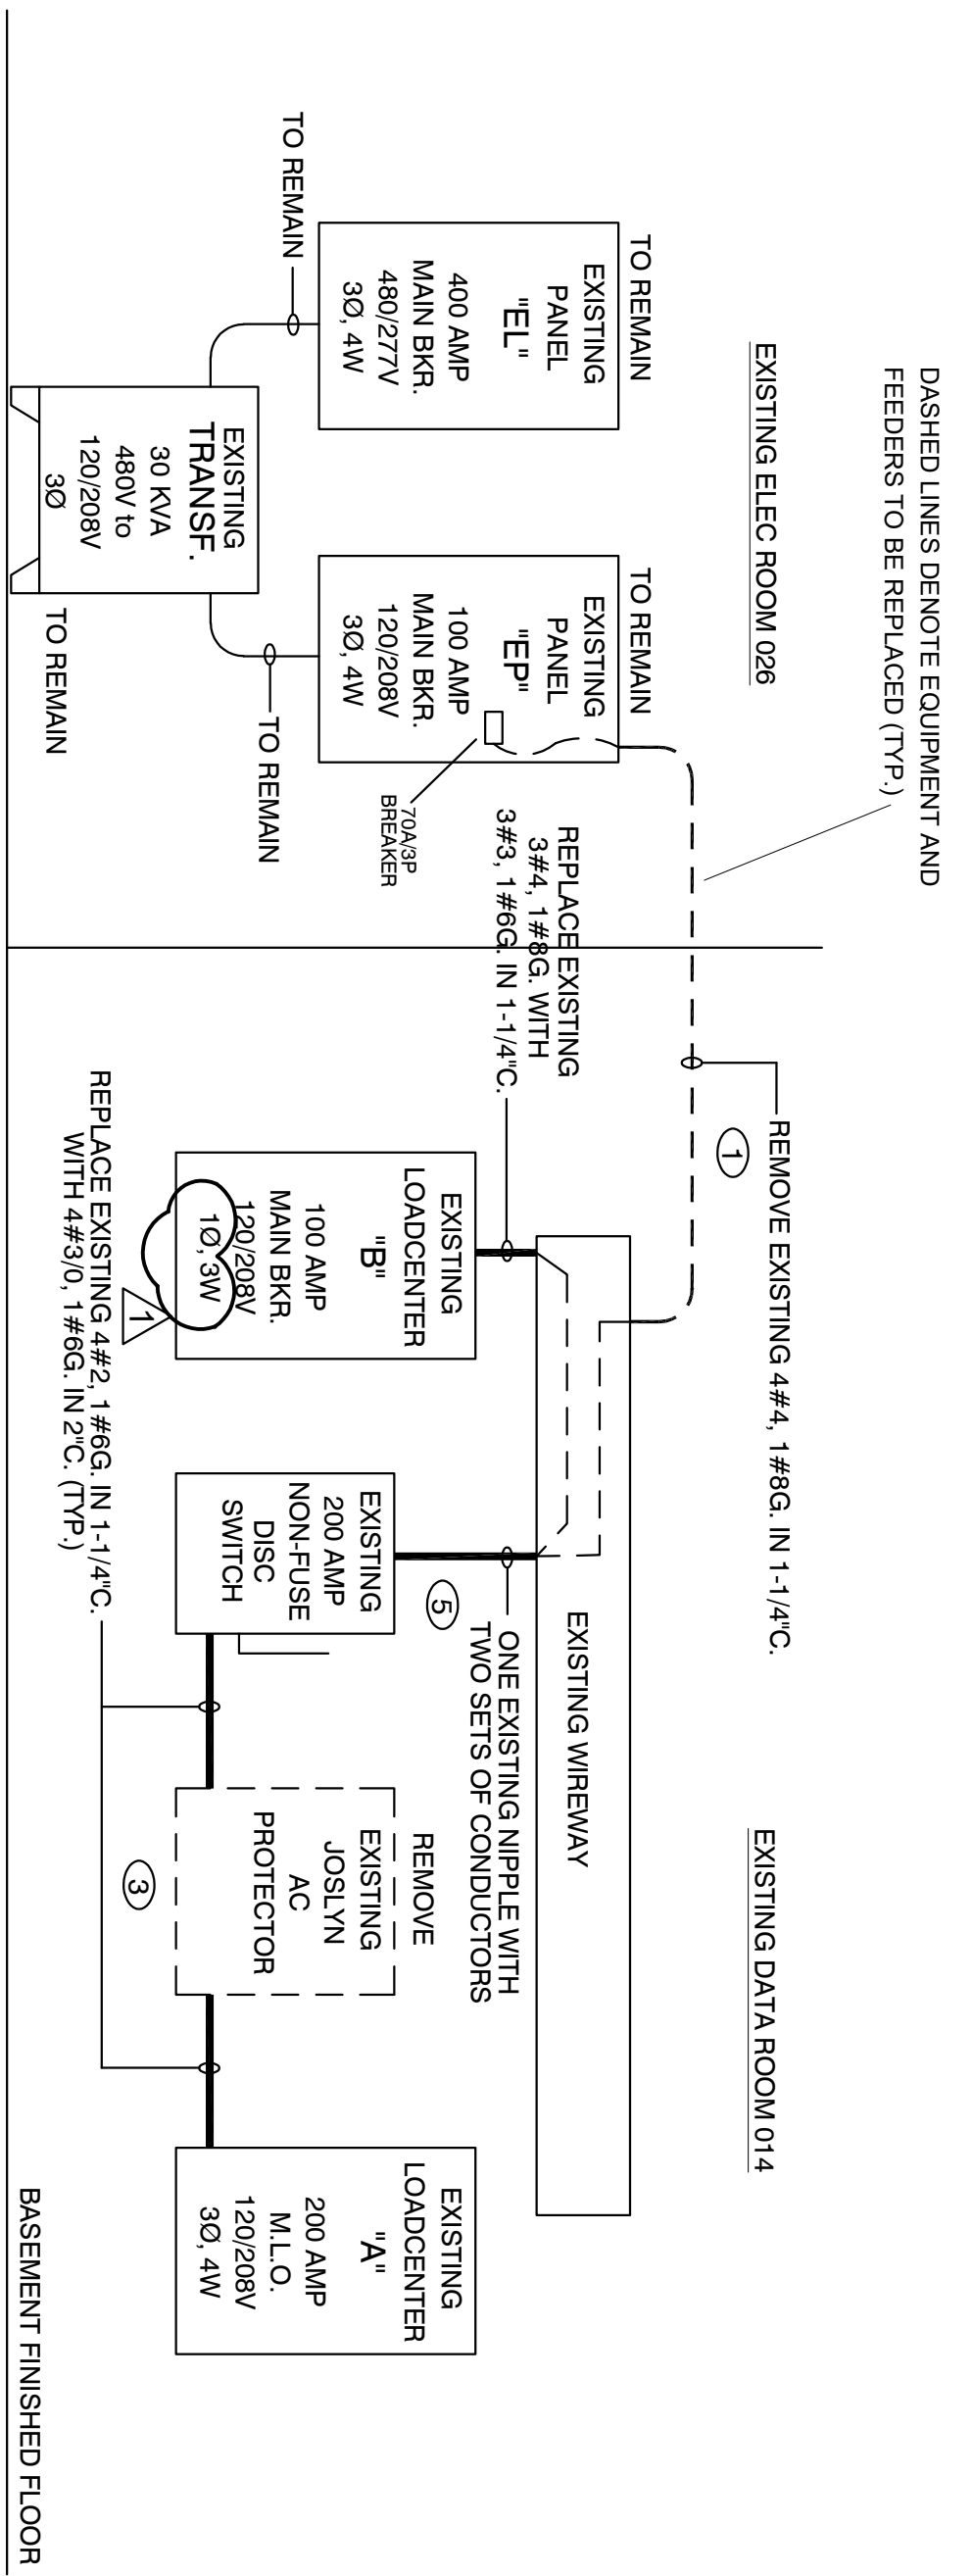 DASHED LINES DENOTE EQUIPMENT AND
FEEDERS TO BE REPLACED (TYP.)
EXISTING ELEC ROOM 026
EXISTING DATA ROOM 014
TO REMAIN
EXISTING
PANEL
"EL"
400 AMP
MAIN BKR.
480/277V
3Ø, 4W
TO REMAIN
EXISTING
PANEL
"EP"
100 AMP
MAIN BKR.
120/208V
3Ø, 4W
70A/3P
BREAKER
TO REMAIN
TO REMAIN
EXISTING
TRANSF.
30 KVA
480V to
120/208V
3Ø
TO REMAIN
REMOVE EXISTING 4#4, 1#8G. IN 1-1/4"C.
1
REPLACE EXISTING
3#4, 1#8G. WITH
3#3, 1#6G. IN 1-1/4"C.
EXISTING WIREWAY
ONE EXISTING NIPPLE WITH
TWO SETS OF CONDUCTORS
5
EXISTING
LOADCENTER
"B"
100 AMP
MAIN BKR.
120/208V
1Ø, 3W
1
EXISTING
200 AMP
NON-FUSE
DISC
SWITCH
REMOVE
EXISTING
JOSLYN
AC
PROTECTOR
3
EXISTING
LOADCENTER
"A"
200 AMP
M.L.O.
120/208V
3Ø, 4W
REPLACE EXISTING 4#2, 1#6G. IN 1-1/4"C.
WITH 4#3/0, 1#6G. IN 2"C. (TYP.)
BASEMENT FINISHED FLOOR